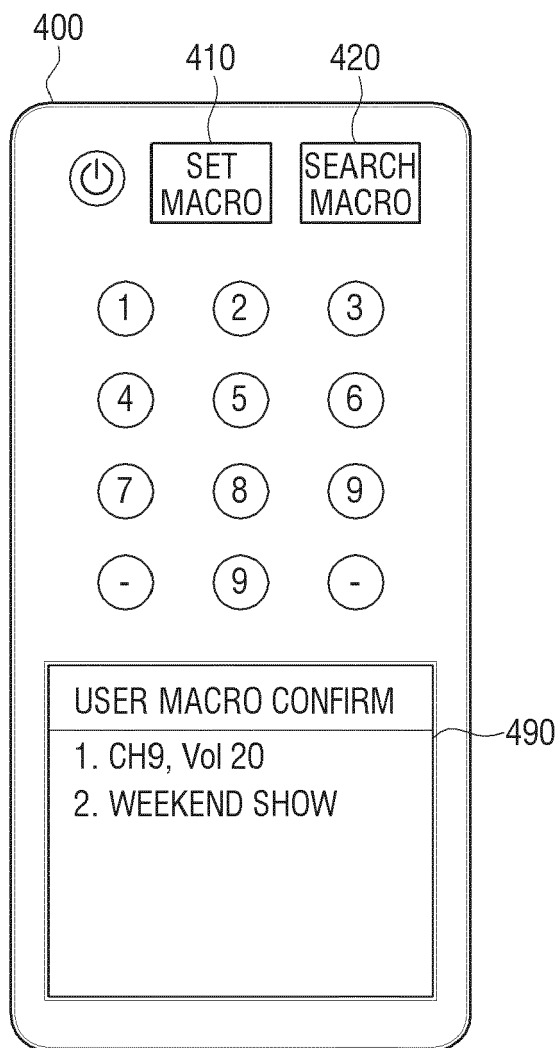 400
410
420
SET
MACRO
SEARCH
MACRO
1
2
3
4
5
6
7
8
9
-
9
-
USER MACRO CONFIRM
1. CH9, Vol 20
2. WEEKEND SHOW
490